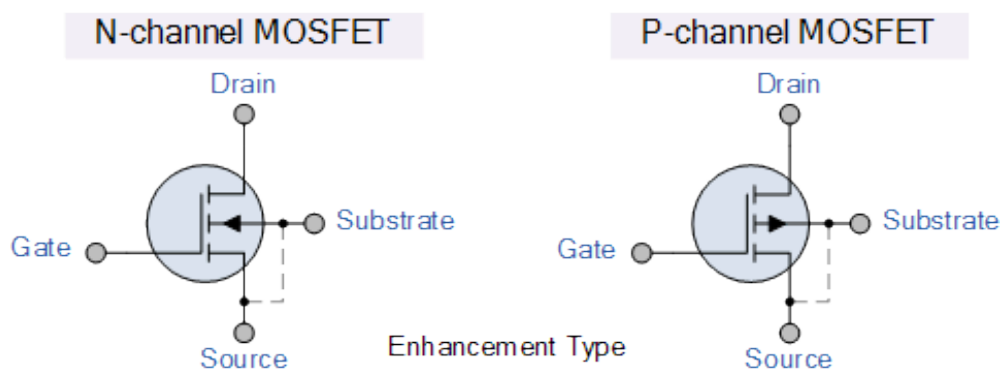 N-channel MOSFET
Drain
Substrate
Gate
Source
P-channel MOSFET
Drain
Substrate
Gate
Source
Enhancement Type